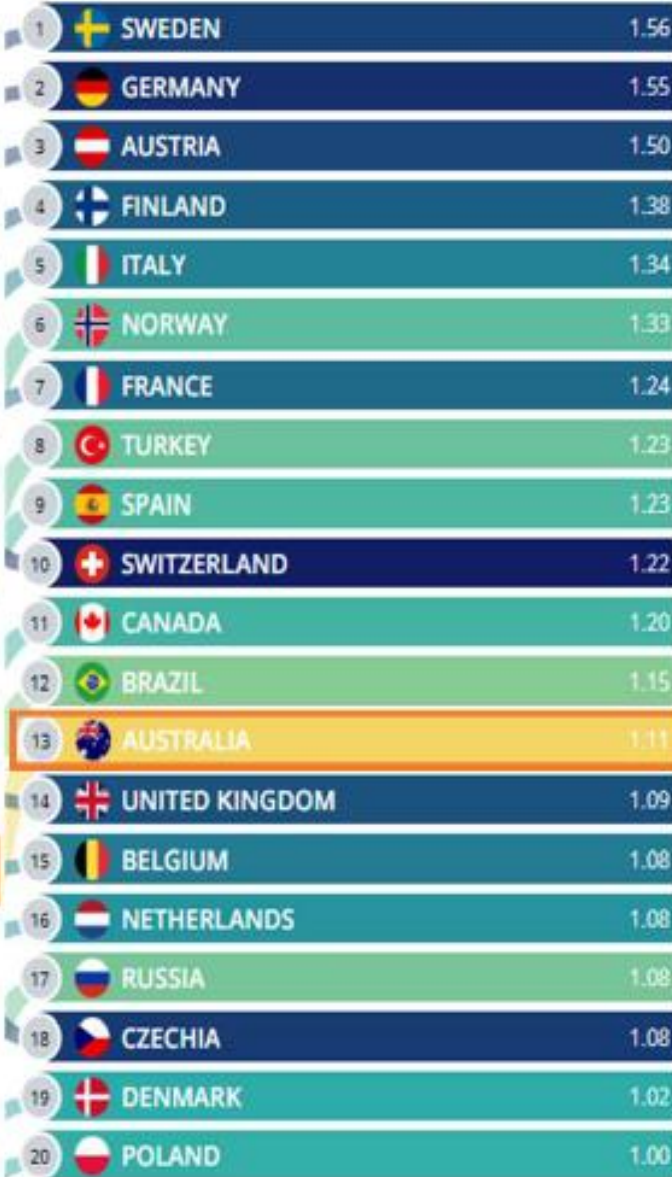 1 SWEDEN 1.56
2 GERMANY 1.55
3 AUSTRIA 1.50
4 FINLAND 1.38
5 ITALY 1.34
6 NORWAY 1.33
7 FRANCE 1.24
8 TURKEY 1.23
9 SPAIN 1.23
10 SWITZERLAND 1.22
11 CANADA 1.20
12 BRAZIL 1.15
13 AUSTRALIA 1.11
14 UNITED KINGDOM 1.09
15 BELGIUM 1.08
16 NETHERLANDS 1.08
17 RUSSIA 1.08
18 CZECHIA 1.08
19 DENMARK 1.02
20 POLAND 1.00